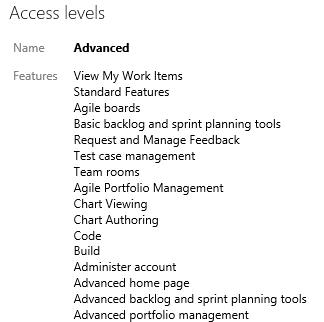 Access levels
Name Advanced
Features View My Work Items
Standard Features
Agile boards
Basic backlog and sprint planning tools
Request and Manage Feedback
Test case management
Team rooms
Agile Portfolio Management
Chart Viewing
Chart Authoring
Code
Build
Administer account
Advanced home page
Advanced backlog and sprint planning tools
Advanced portfolio management